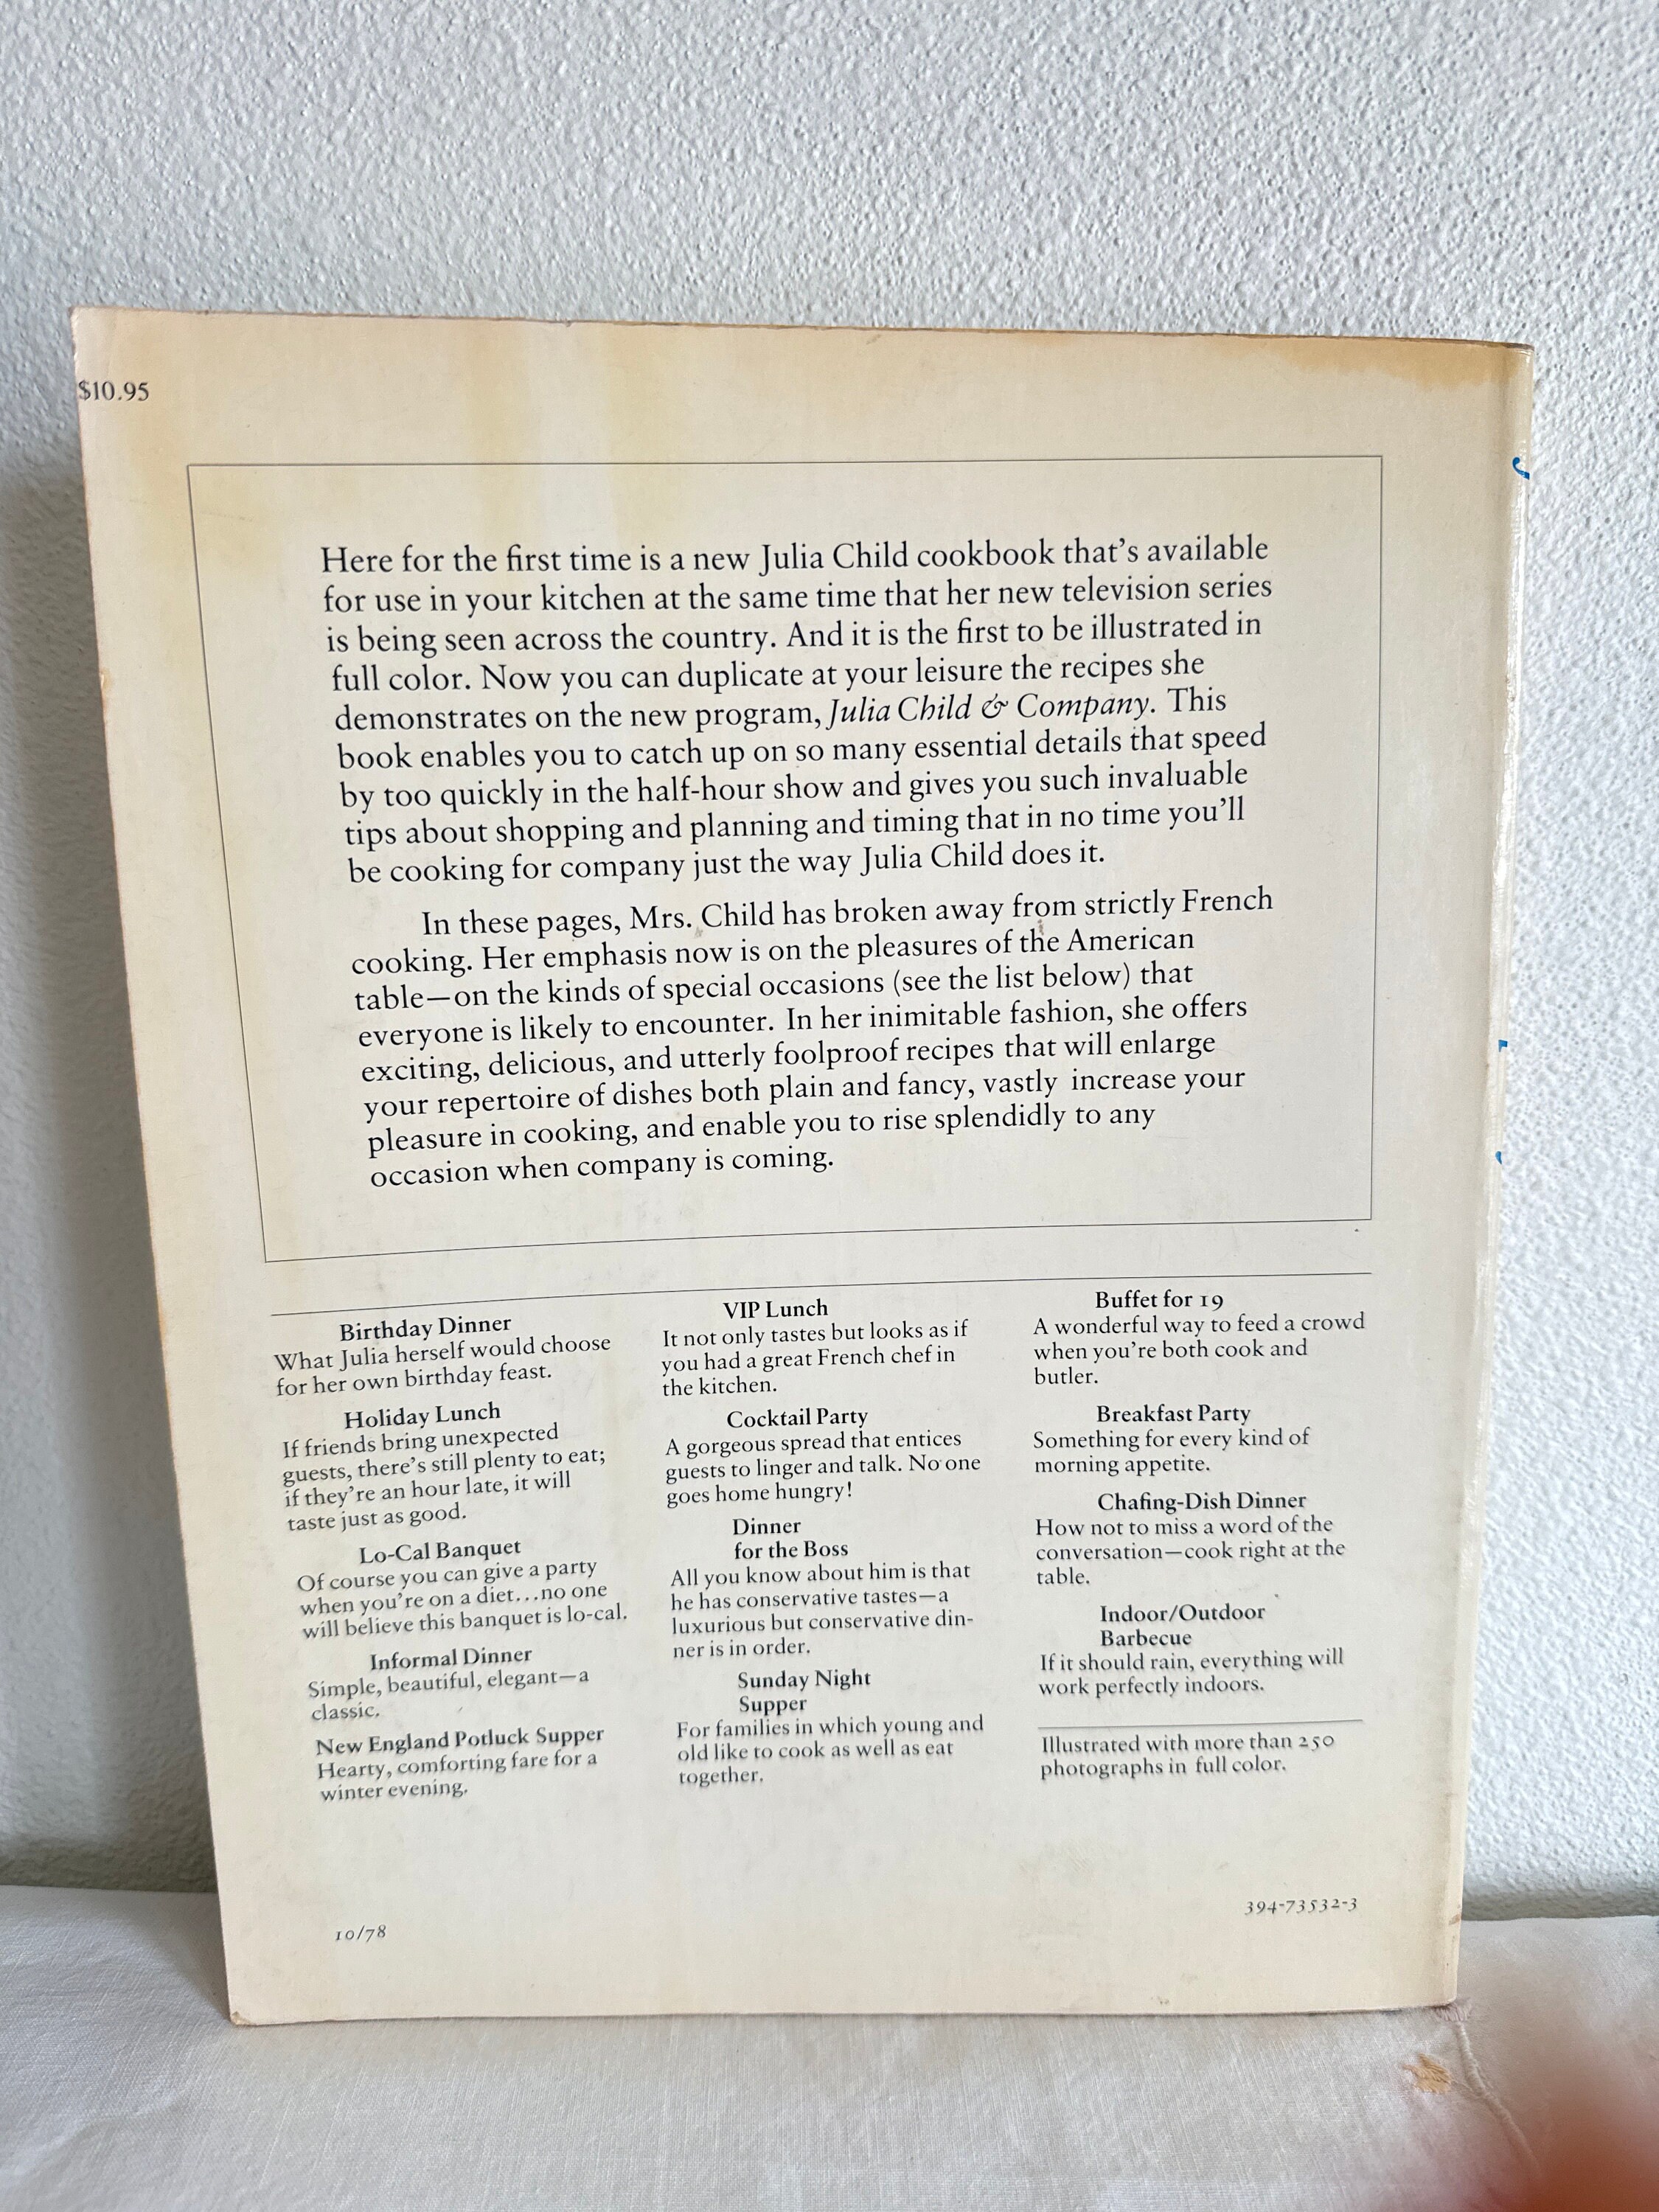 $10.95
Here for the first time is a new Julia Child cookbook that's available
for use in your kitchen at the same time that her new television series
is being seen across the country. And it is the first to be illustrated in
full color. Now you can duplicate at your leisure the recipes she
demonstrates on the new program, Julia Child & Company. This
book enables you to catch up on so many essential details that speed
by too quickly in the half-hour show and gives you such invaluable
tips about shopping and planning and timing that in no time you'll
be cooking for company just the way Julia Child does it.
In these pages, Mrs. Child has broken away from strictly French
cooking. Her emphasis now is on the pleasures of the American
table—on the kinds of special occasions (see the list below) that
everyone is likely to encounter. In her inimitable fashion, she offers
exciting, delicious, and utterly foolproof recipes that will enlarge
your repertoire of dishes both plain and fancy, vastly increase your
pleasure in cooking, and enable you to rise splendidly to any
occasion when company is coming.
Birthday Dinner
What Julia herself would choose
for her own birthday feast.
Holiday Lunch
If friends bring unexpected
guests, there's still plenty to eat;
if they're an hour late, it will
taste just as good.
Lo-Cal Banquet
Of course you can give a party
when you're on a diet...no one
will believe this banquet is lo-cal.
Informal Dinner
Simple, beautiful, elegant—a
classic.
New England Potluck Supper
Hearty, comforting fare for a
winter evening.
VIP Lunch
It not only tastes but looks as if
you had a great French chef in
the kitchen.
Cocktail Party
A gorgeous spread that entices
guests to linger and talk. No one
goes home hungry!
Dinner
for the Boss
All you know about him is that
he has conservative tastes—a
luxurious but conservative din-
ner is in order.
Sunday Night
Supper
For families in which young and
old like to cook as well as eat
together.
Buffet for 19
A wonderful way to feed a crowd
when you're both cook and
butler.
Breakfast Party
Something for every kind of
morning appetite.
Chafing-Dish Dinner
How not to miss a word of the
conversation—cook right at the
table.
Indoor/Outdoor
Barbecue
If it should rain, everything will
work perfectly indoors.
Illustrated with more than 250
photographs in full color.
10/78
394-73532-3